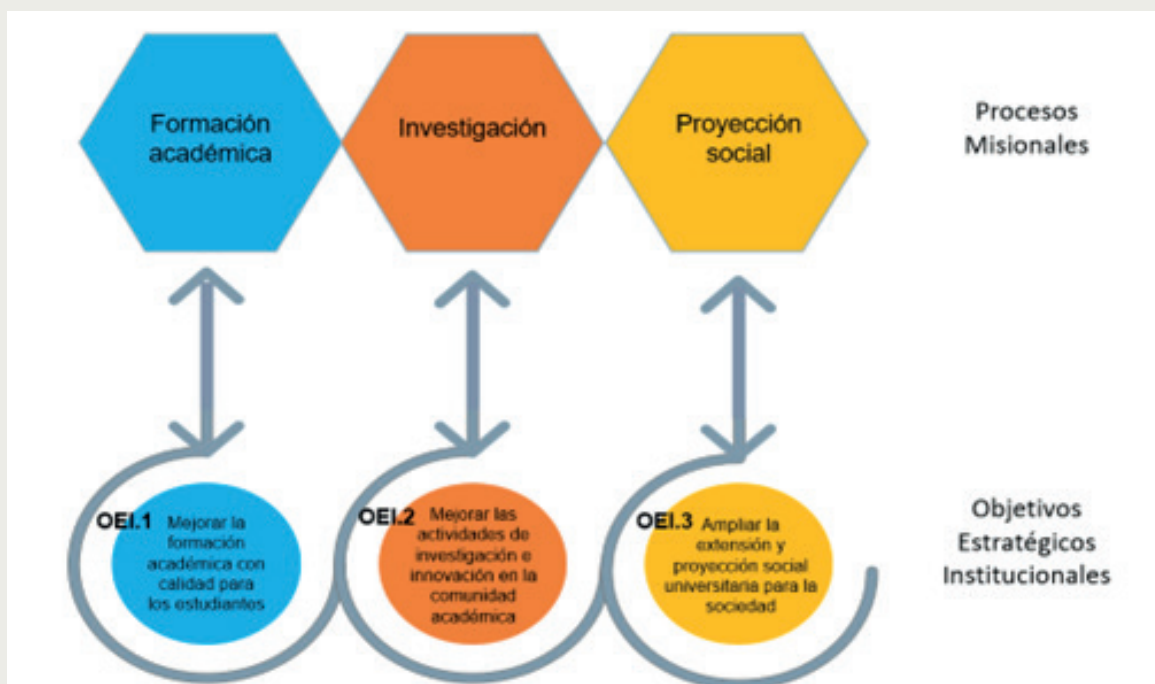 Formación
académica
Investigación
Proyección
social
Procesos
Misionales
OEI.1 Mejorar la
formación
académica con
calidad para
los estudiantes
OEI.2 Mejorar las
actividades de
investigación e
innovación en la
comunidad
académica
OEI.3 Ampliar la
extensión y
proyección social
universitaria para la
sociedad
Objetivos
Estratégicos
Institucionales